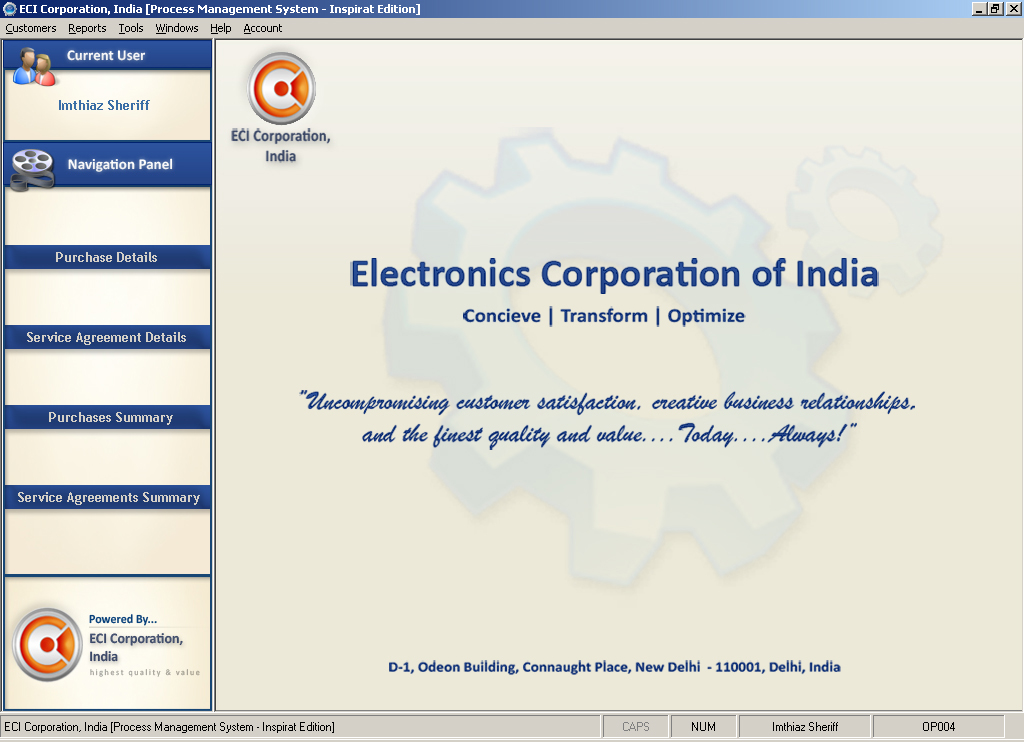 ECI Corporation, India [Process Management System - Inspirat Edition]
Customers Reports Tools Windows Help Account
Current User
Imthiaz Sheriff
Navigation Panel
Purchase Details
Service Agreement Details
Purchases Summary
Service Agreements Summary
Powered By...
ECI Corporation,
India
highest quality & value
ECI Corporation,
India
Electronics Corporation of India
Concieve | Transform | Optimize
"Uncompromising customer satisfaction, creative business relationships,
and the finest quality and value....Today....Always!"
D-1, Odeon Building, Connaught Place, New Delhi - 110001, Delhi, India
ECI Corporation, India [Process Management System - Inspirat Edition] CAPS NUM Imthiaz Sheriff OP004